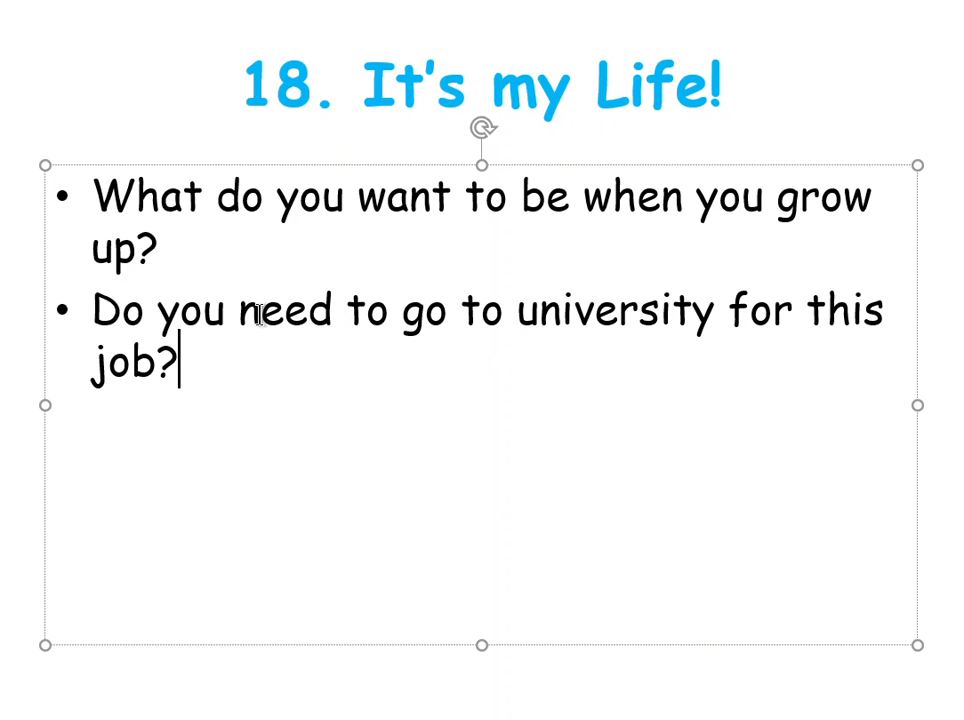 18. It’s my Life!
• What do you want to be when you grow
up?
• Do you need to go to university for this
job?